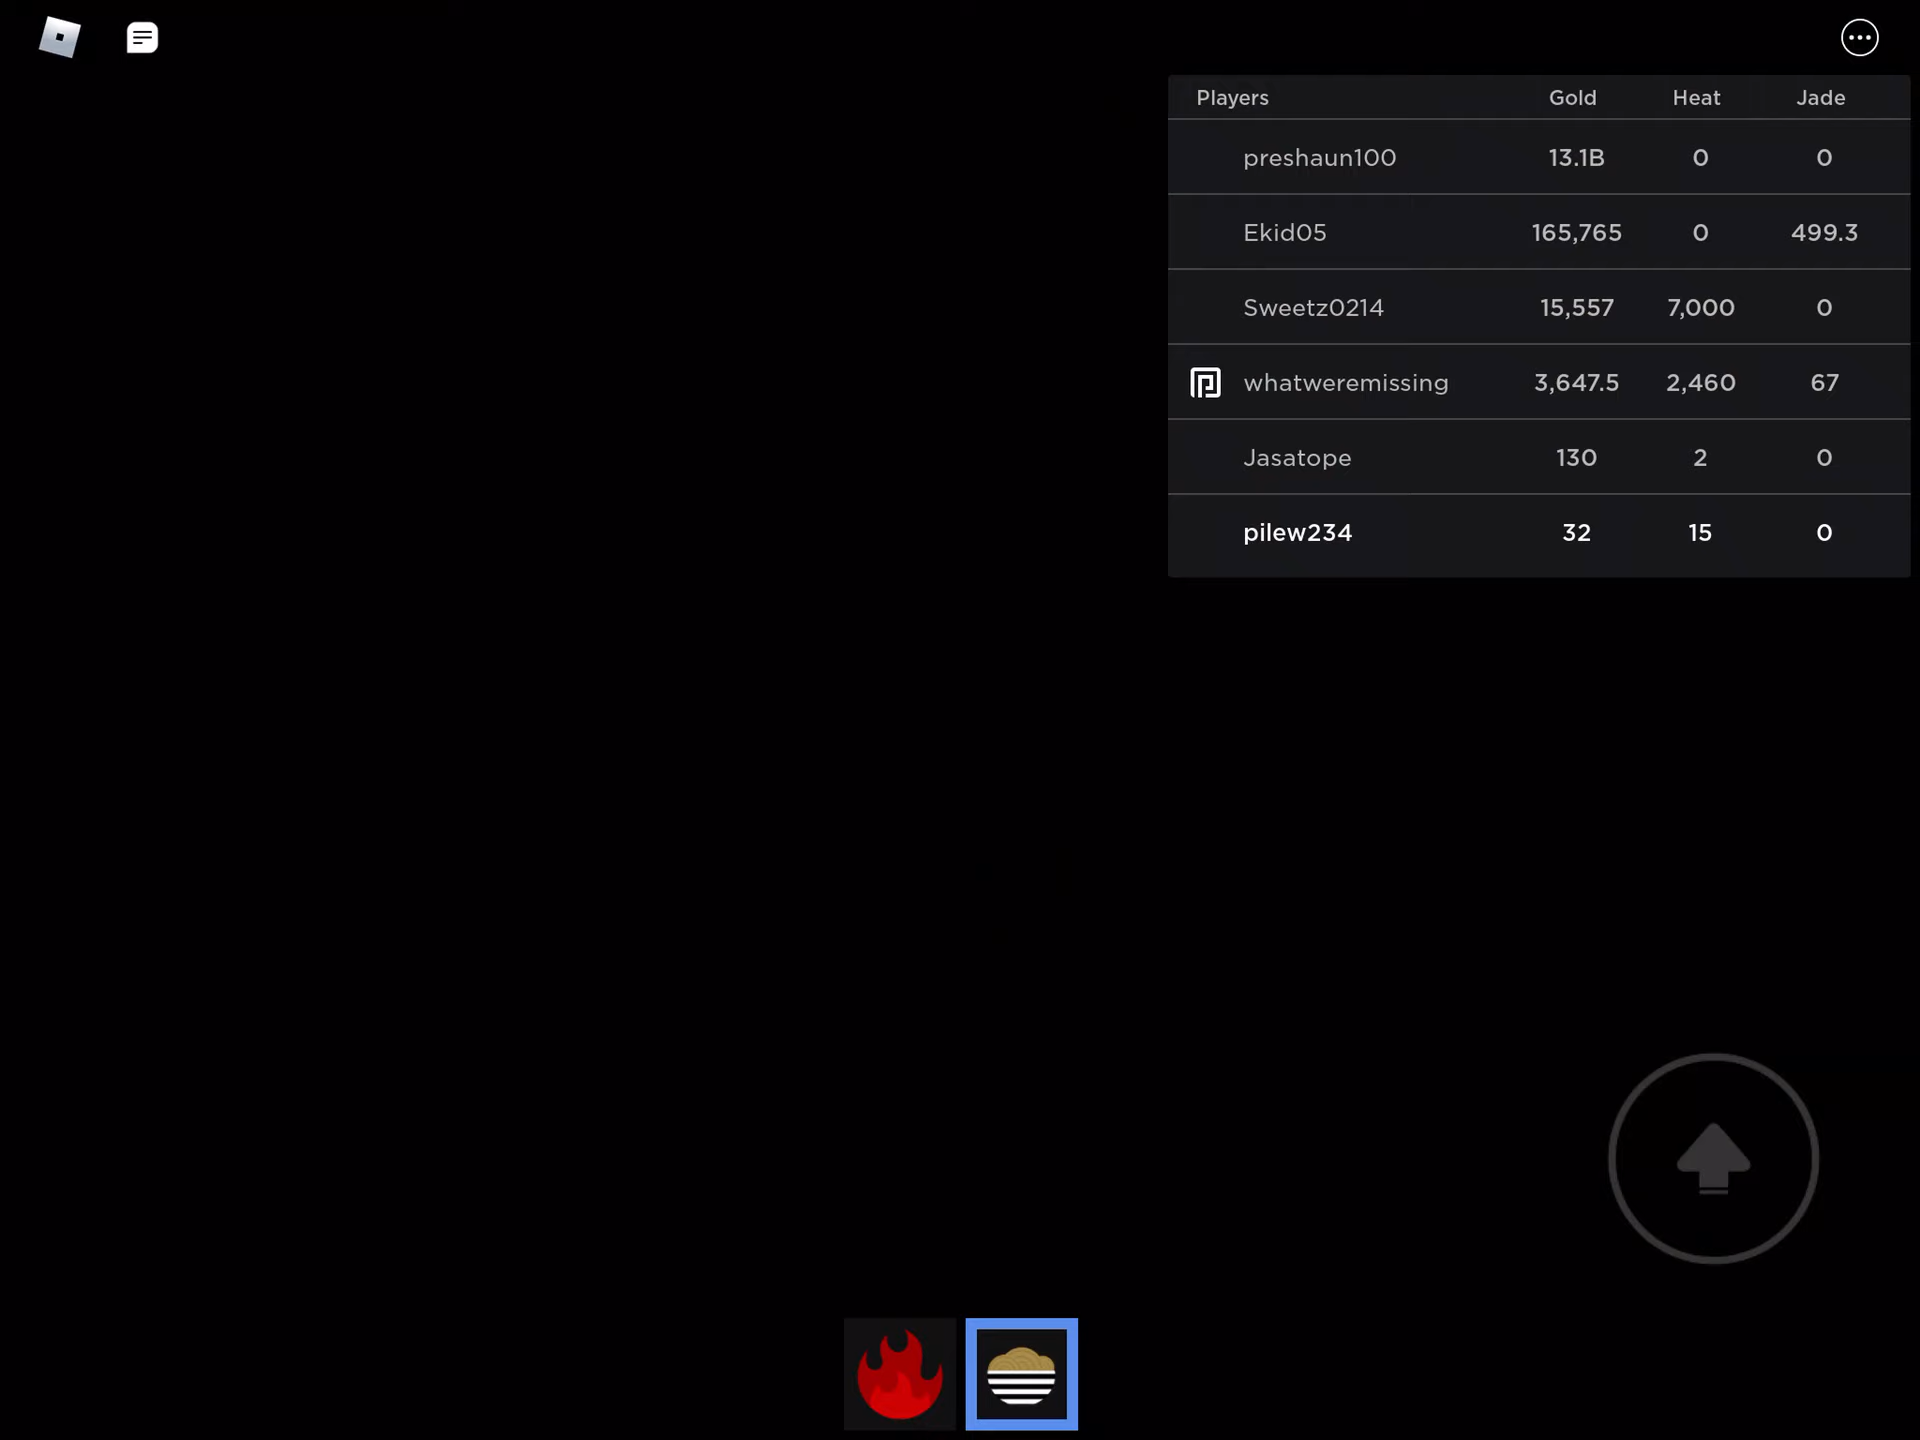 Players Gold Heat Jade
preshaun100 13.1B 0 0
Ekid05 165,765 0 499.3
Sweetz0214 15,557 7,000 0
whatweremissing 3,647.5 2,460 67
Jasatope 130 2 0
pilew234 32 15 0